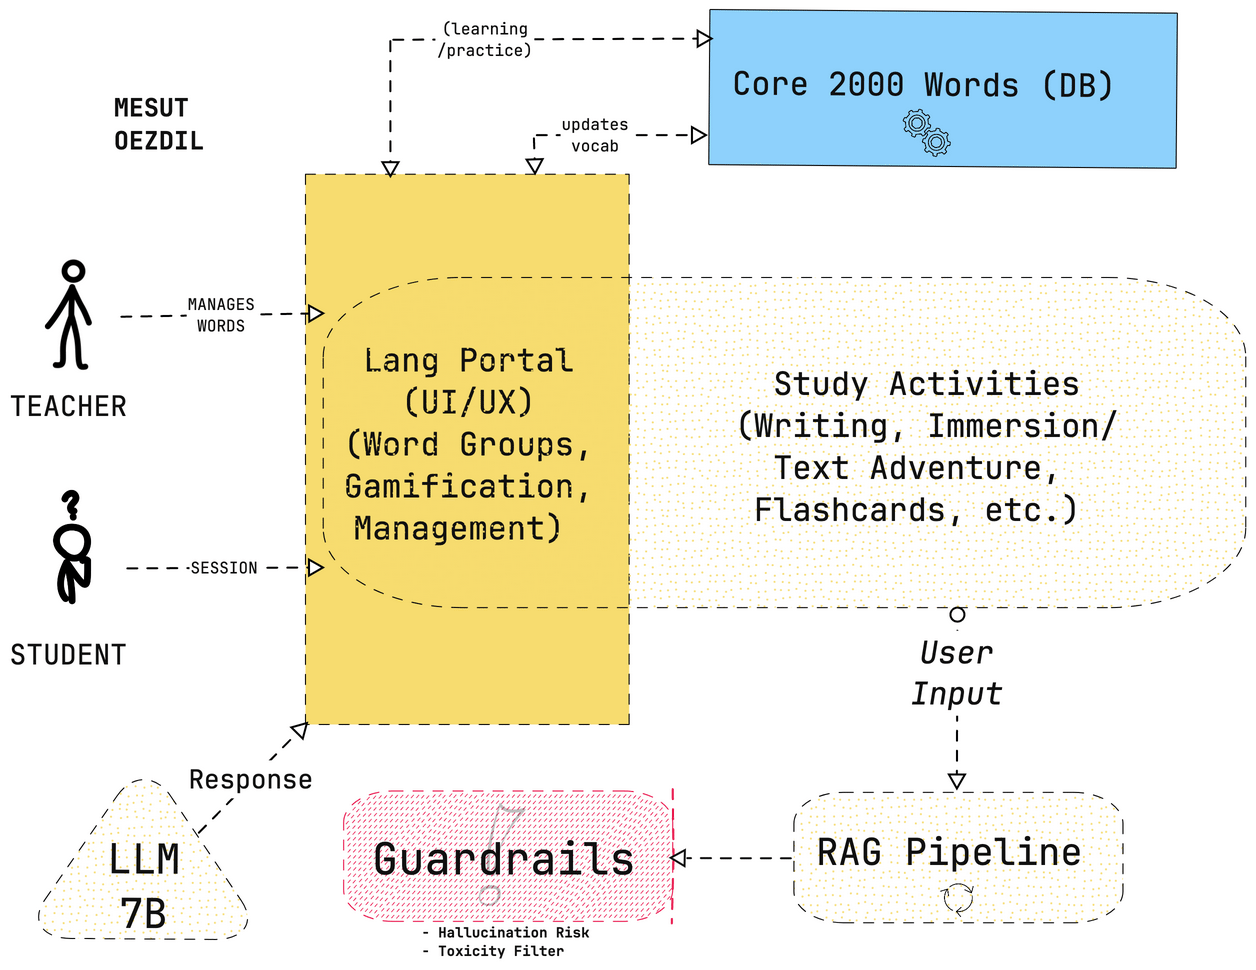 (learning
/practice)
Core 2000 Words (DB)
MESUT
OEZDIL
updates
vocab
MANAGES
WORDS
TEACHER
Lang Portal
(UI/UX)
(Word Groups,
Gamification,
Management)
Study Activities
(Writing, Immersion/
Text Adventure,
Flashcards, etc.)
?
SESSION
STUDENT
User
Input
Response
LLM
7B
!
Guardrails
RAG Pipeline
- Hallucination Risk
- Toxicity Filter